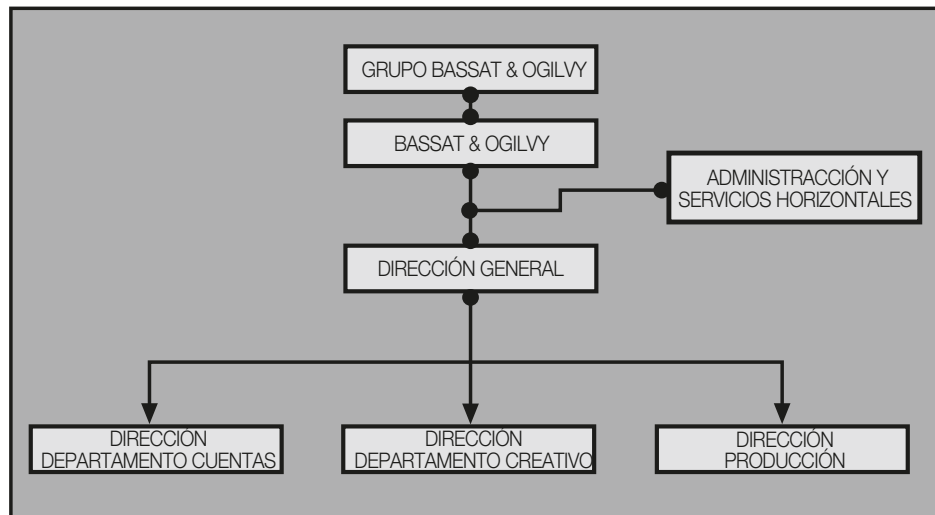 GRUPO BASSAT & OGILVY
BASSAT & OGILVY
ADMINISTRACCIÓN Y
SERVICIOS HORIZONTALES
DIRECCIÓN GENERAL
DIRECCIÓN
DEPARTAMENTO CUENTAS
DIRECCIÓN
DEPARTAMENTO CREATIVO
DIRECCIÓN
PRODUCCIÓN